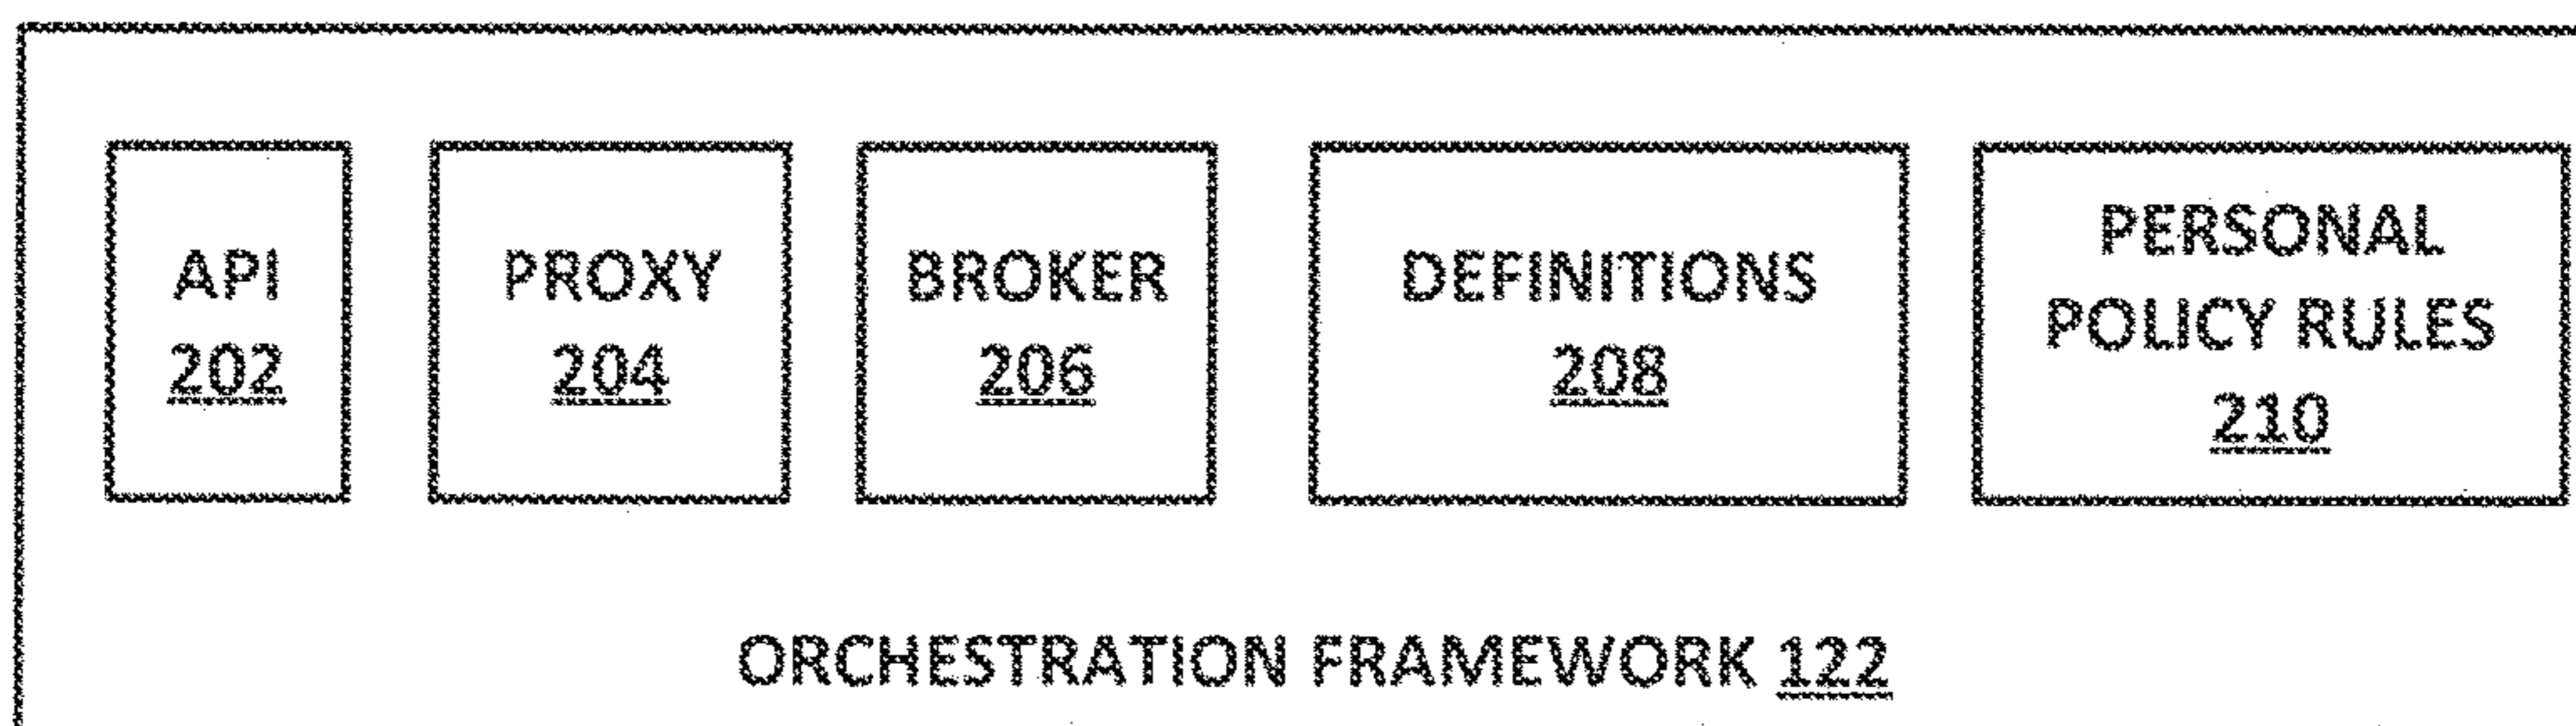 API
202
PROXY
204
BROKER
206
DEFINITIONS
208
PERSONAL
POLICY RULES
210
ORCHESTRATION FRAMEWORK 122